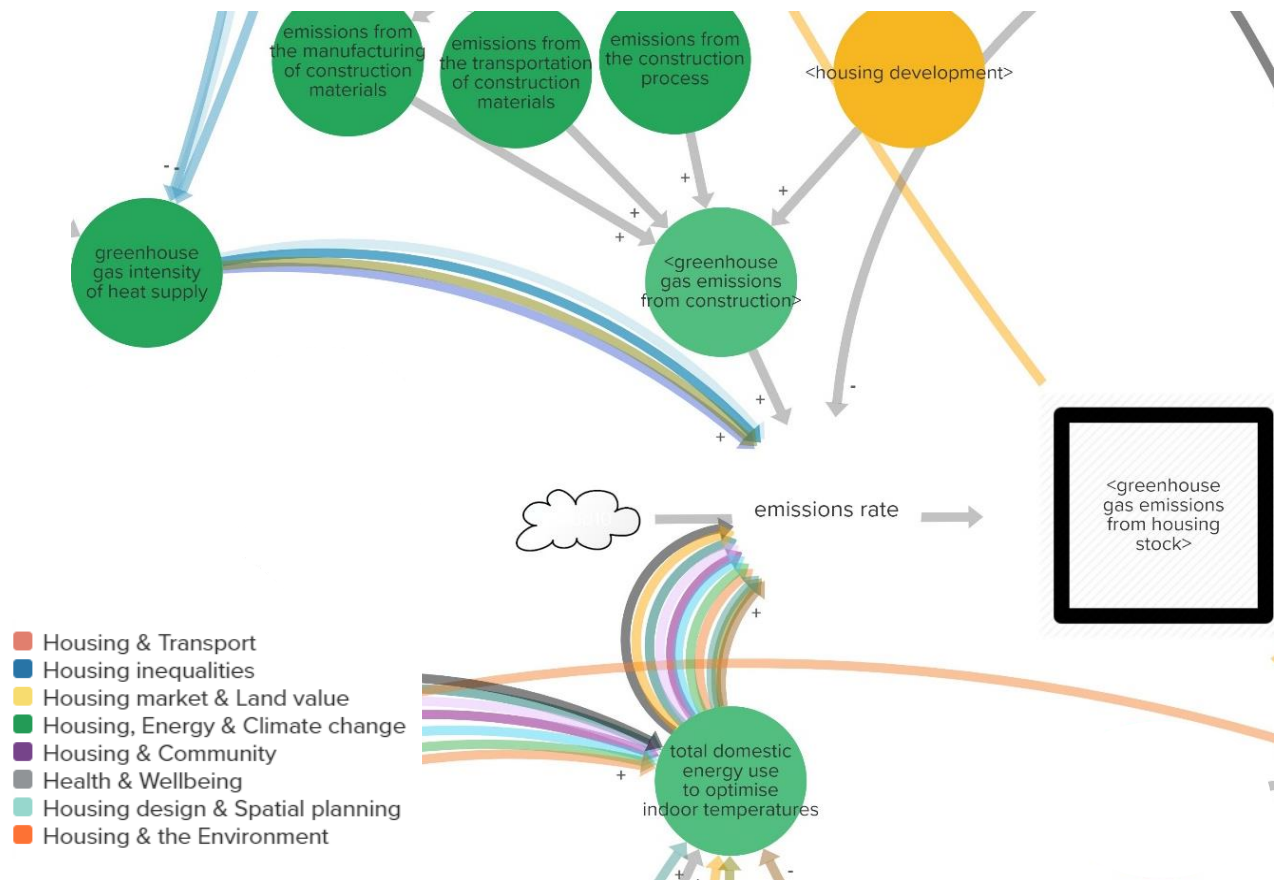 emissions from
the manufacturing
of construction
materials
emissions from
the transportation
of construction
materials
emissions from
the construction
process
<housing development>
- -
+
+
+
+
greenhouse
gas intensity
of heat supply
<greenhouse
gas emissions
from construction>
-
+
+
<greenhouse
gas emissions
from housing
stock>
emissions rate
+
Housing & Transport
Housing inequalities
Housing market & Land value
Housing, Energy & Climate change
Housing & Community
Health & Wellbeing
Housing design & Spatial planning
Housing & the Environment
total domestic
energy use
to optimise
indoor temperatures
+
+
-